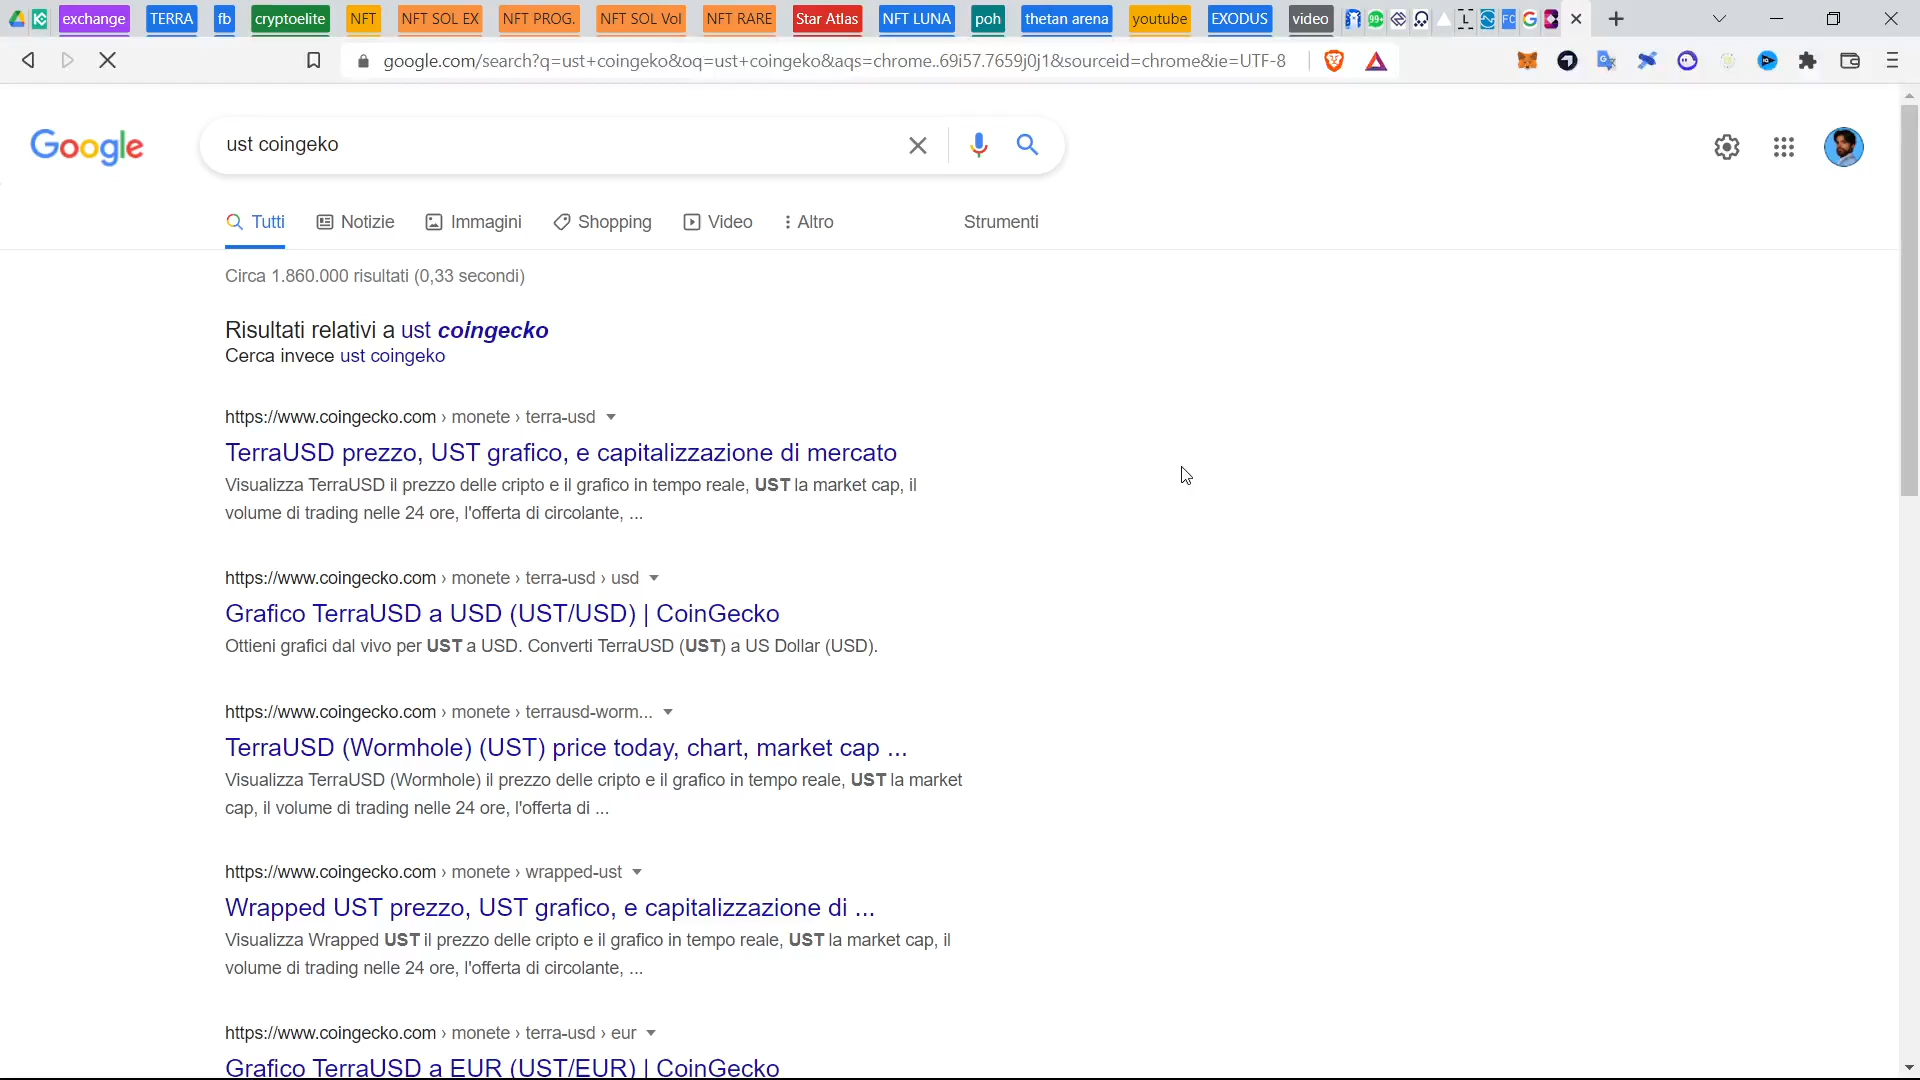 exchange TERRA fb cryptoelite NFT NFT SOL EX NFT PROG. NFT SOL Vol NFT RARE Star Atlas NFT LUNA poh thetan arena youtube EXODUS video
google.com/search?q=ust+coingeko&oq=ust+coingeko&aqs=chrome..69i57.7659j0j1&sourceid=chrome&ie=UTF-8
Google
ust coingeko
Tutti Notizie Immagini Shopping Video Altro Strumenti
Circa 1.860.000 risultati (0,33 secondi)
Risultati relativi a ust coingecko
Cerca invece ust coingeko
https://www.coingecko.com › monete › terra-usd
TerraUSD prezzo, UST grafico, e capitalizzazione di mercato
Visualizza TerraUSD il prezzo delle cripto e il grafico in tempo reale, UST la market cap, il
volume di trading nelle 24 ore, l'offerta di circolante, ...
https://www.coingecko.com › monete › terra-usd › usd
Grafico TerraUSD a USD (UST/USD) | CoinGecko
Ottieni grafici dal vivo per UST a USD. Converti TerraUSD (UST) a US Dollar (USD).
https://www.coingecko.com › monete › terrausd-worm...
TerraUSD (Wormhole) (UST) price today, chart, market cap ...
Visualizza TerraUSD (Wormhole) il prezzo delle cripto e il grafico in tempo reale, UST la market
cap, il volume di trading nelle 24 ore, l'offerta di ...
https://www.coingecko.com › monete › wrapped-ust
Wrapped UST prezzo, UST grafico, e capitalizzazione di ...
Visualizza Wrapped UST il prezzo delle cripto e il grafico in tempo reale, UST la market cap, il
volume di trading nelle 24 ore, l'offerta di circolante, ...
https://www.coingecko.com › monete › terra-usd › eur
Grafico TerraUSD a EUR (UST/EUR) | CoinGecko